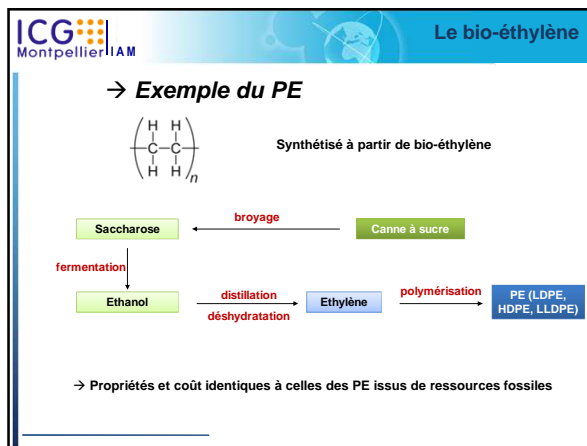 ICG
Montpellier IAM
Le bio-éthylène
→ Exemple du PE
H H
C C
H H
n
Synthétisé à partir de bio-éthylène
broyage
Saccharose
Canne à sucre
fermentation
Ethanol
distillation
déshydratation
Ethylène
polymérisation
PE (LDPE,
HDPE, LLDPE)
→ Propriétés et coût identiques à celles des PE issus de ressources fossiles